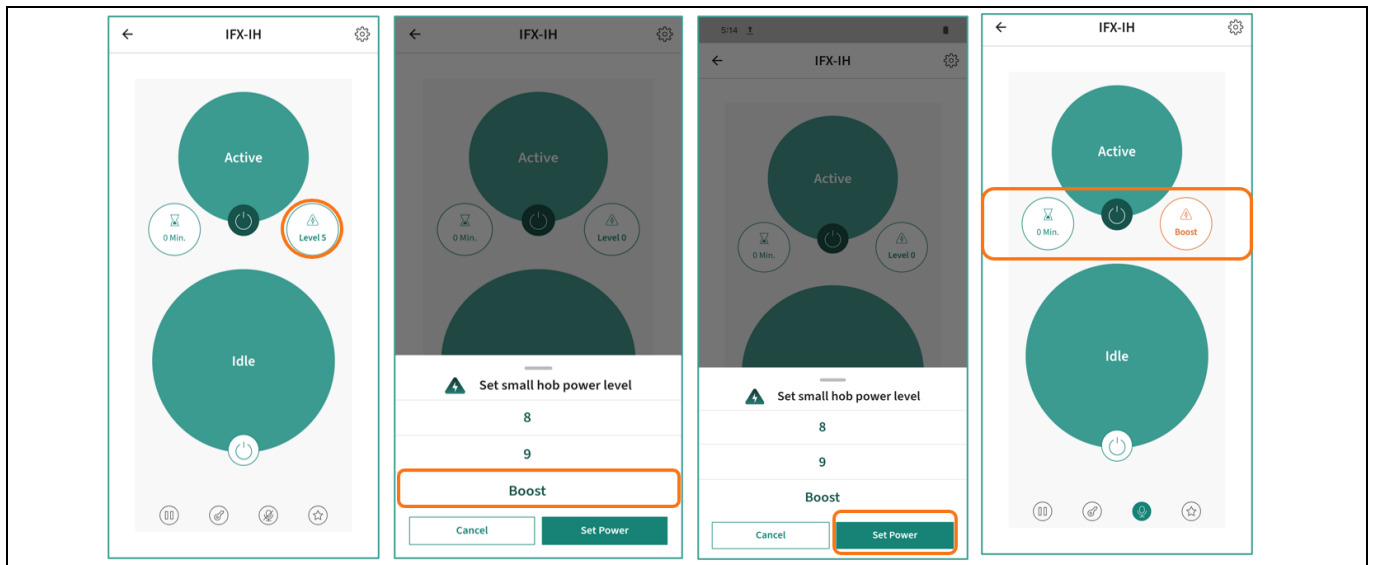 IFX-IH
Active
0 Min.
Level 5
Idle
IFX-IH
Active
0 Min.
Level 0
Set small hob power level
8
9
Boost
Cancel
Set Power
5:14
IFX-IH
Active
0 Min.
Level 0
Set small hob power level
8
9
Boost
Cancel
Set Power
IFX-IH
Active
0 Min.
Boost
Idle